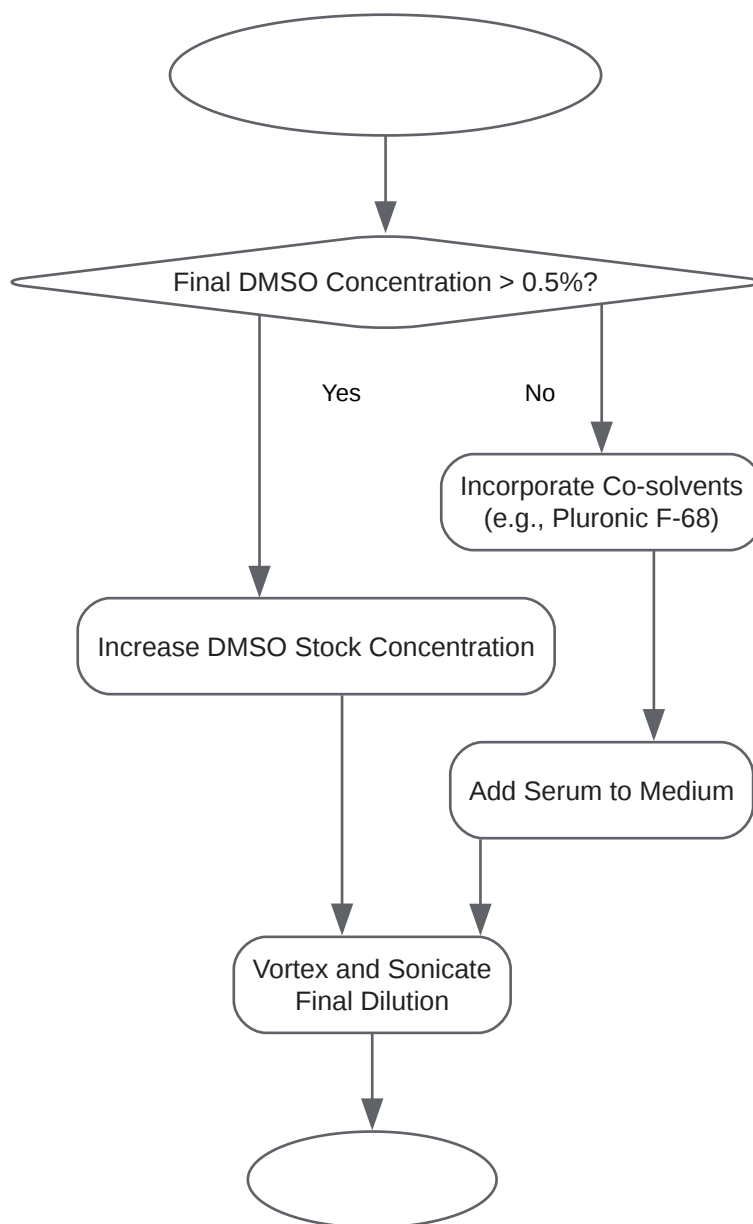 Final DMSO Concentration > 0.5%?
Yes
No
Incorporate Co-solvents
(e.g., Pluronic F-68)
Increase DMSO Stock Concentration
Add Serum to Medium
Vortex and Sonicate
Final Dilution